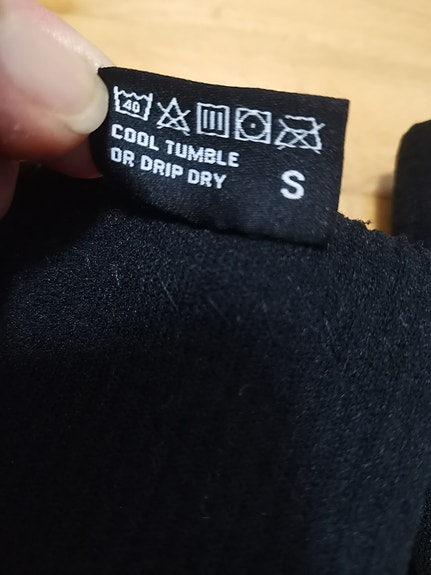 40
COOL TUMBLE
OR DRIP DRY
S